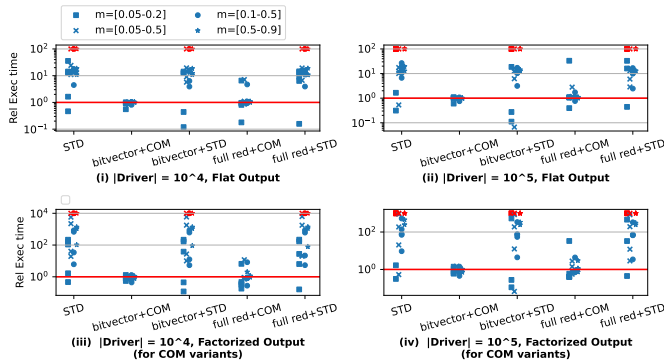 m=[0.05-0.2] m=[0.1-0.5]
m=[0.05-0.5] m=[0.5-0.9]
Rel Exec time
10^2
10^1
10^0
10^-1
STD bitvector+COM bitvector+STD full red+COM full red+STD
(i) |Driver| = 10^4, Flat Output
10^2
10^1
10^0
10^-1
STD bitvector+COM bitvector+STD full red+COM full red+STD
(ii) |Driver| = 10^5, Flat Output
Rel Exec time
10^4
10^2
10^0
STD bitvector+COM bitvector+STD full red+COM full red+STD
(iii) |Driver| = 10^4, Factorized Output
(for COM variants)
10^2
10^0
STD bitvector+COM bitvector+STD full red+COM full red+STD
(iv) |Driver| = 10^5, Factorized Output
(for COM variants)